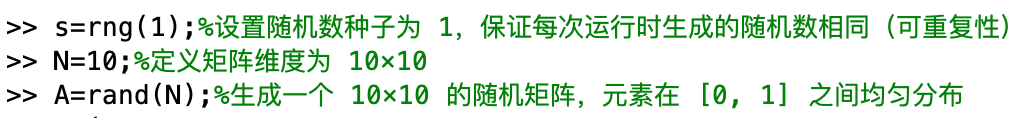 >> s=rng(1);%设置随机数种子为 1，保证每次运行时生成的随机数相同（可重复性）
>> N=10;%定义矩阵维度为 10×10
>> A=rand(N);%生成一个 10×10 的随机矩阵，元素在 [0, 1] 之间均匀分布